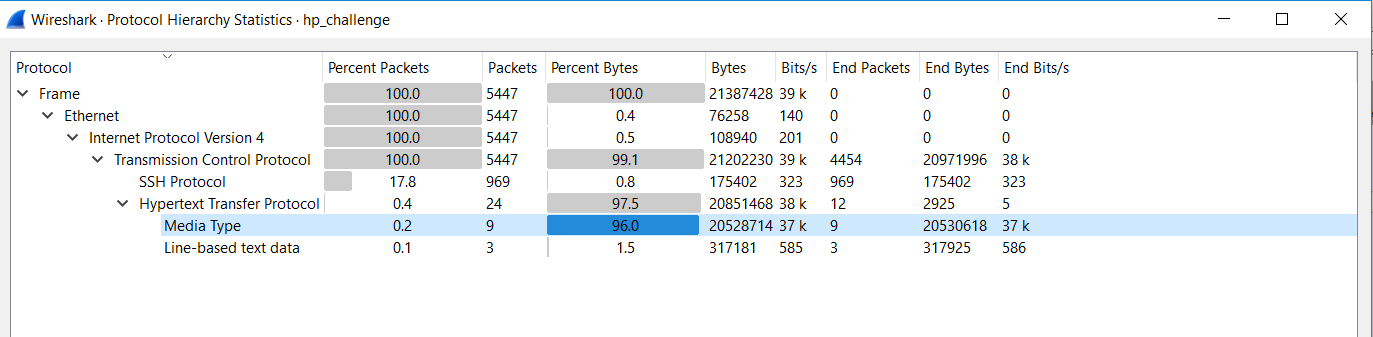 Wireshark · Protocol Hierarchy Statistics · hp_challenge
Protocol Percent Packets Packets Percent Bytes Bytes Bits/s End Packets End Bytes End Bits/s
Frame 100.0 5447 100.0 21387428 39 k 0 0 0
Ethernet 100.0 5447 0.4 76258 140 0 0 0
Internet Protocol Version 4 100.0 5447 0.5 108940 201 0 0 0
Transmission Control Protocol 100.0 5447 99.1 21202230 39 k 4454 20971996 38 k
SSH Protocol 17.8 969 0.8 175402 323 969 175402 323
Hypertext Transfer Protocol 0.4 24 97.5 20851468 38 k 12 2925 5
Media Type 0.2 9 96.0 20528714 37 k 9 20530618 37 k
Line-based text data 0.1 3 1.5 317181 585 3 317925 586